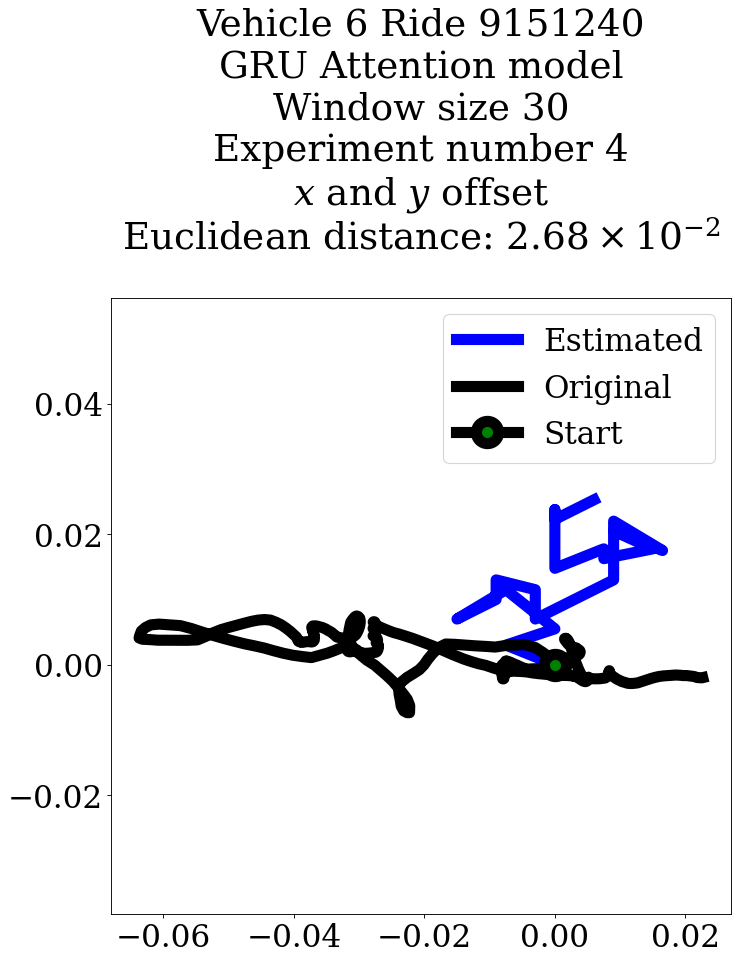 Vehicle 6 Ride 9151240
GRU Attention model
Window size 30
Experiment number 4
x and y offset
Euclidean distance: 2.68 × 10⁻²
Estimated
Original
Start
0.04
0.02
0.00
−0.02
−0.06 −0.04 −0.02 0.00 0.02